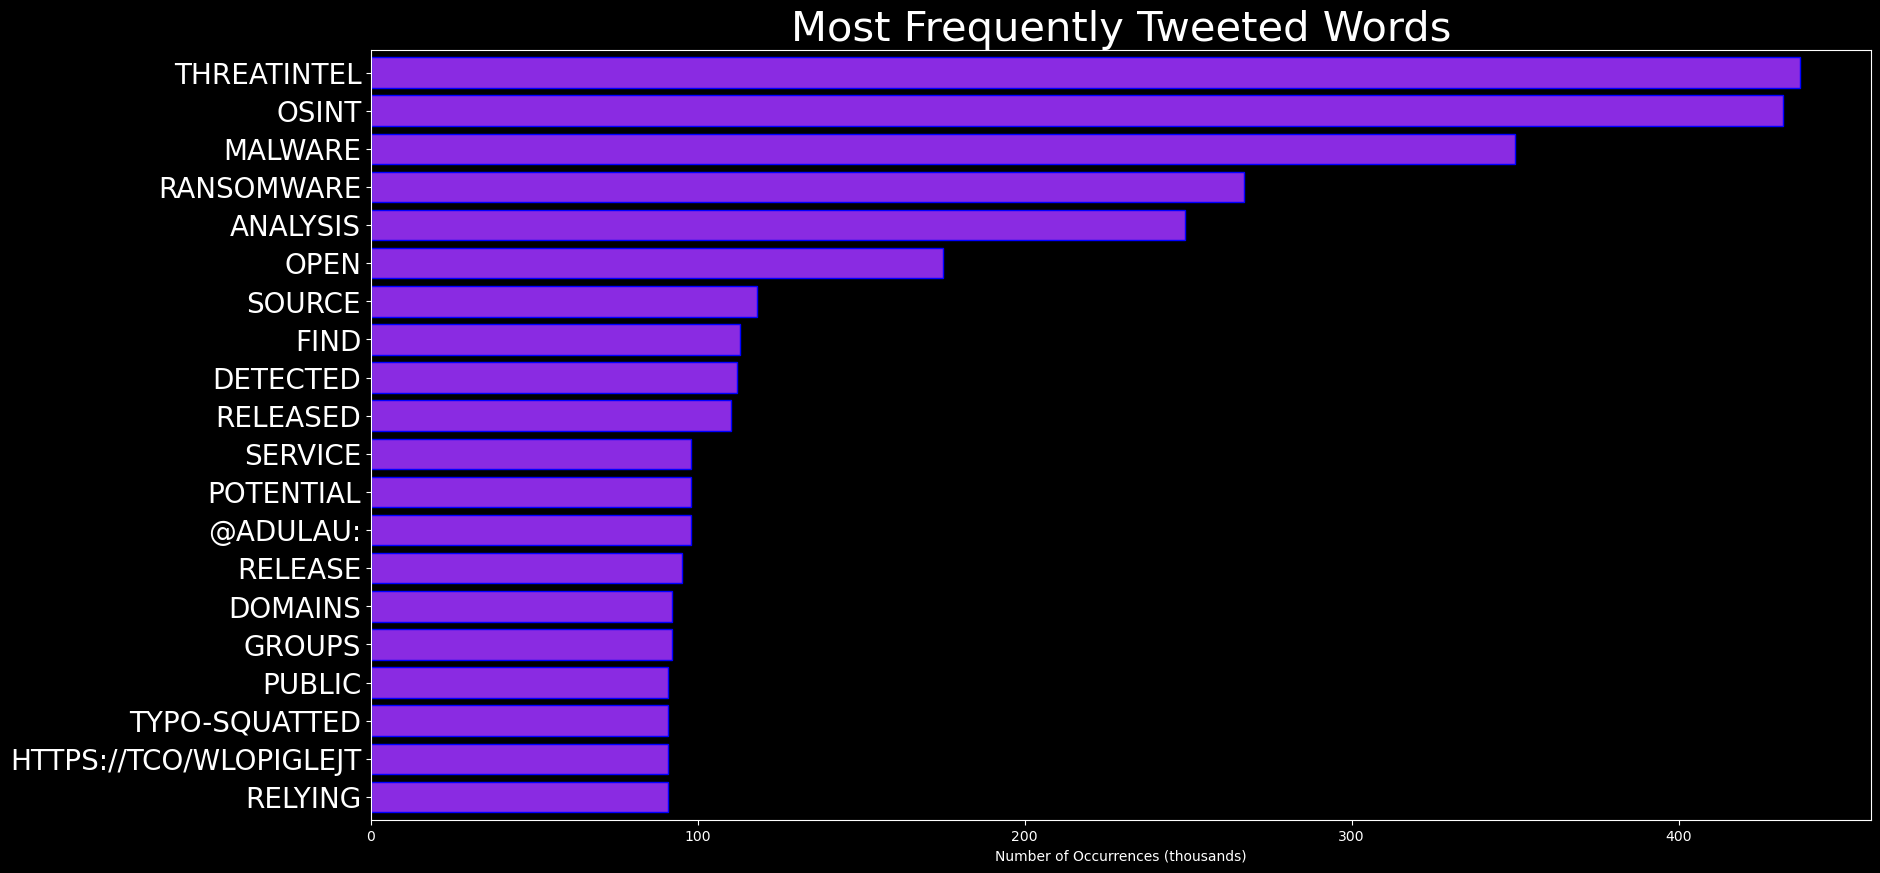 Most Frequently Tweeted Words
THREATINTEL
OSINT
MALWARE
RANSOMWARE
ANALYSIS
OPEN
SOURCE
FIND
DETECTED
RELEASED
SERVICE
POTENTIAL
@ADULAU:
RELEASE
DOMAINS
GROUPS
PUBLIC
TYPO-SQUATTED
HTTPS://TCO/WLOPIGLEJT
RELYING
0 100 200 300 400
Number of Occurrences (thousands)